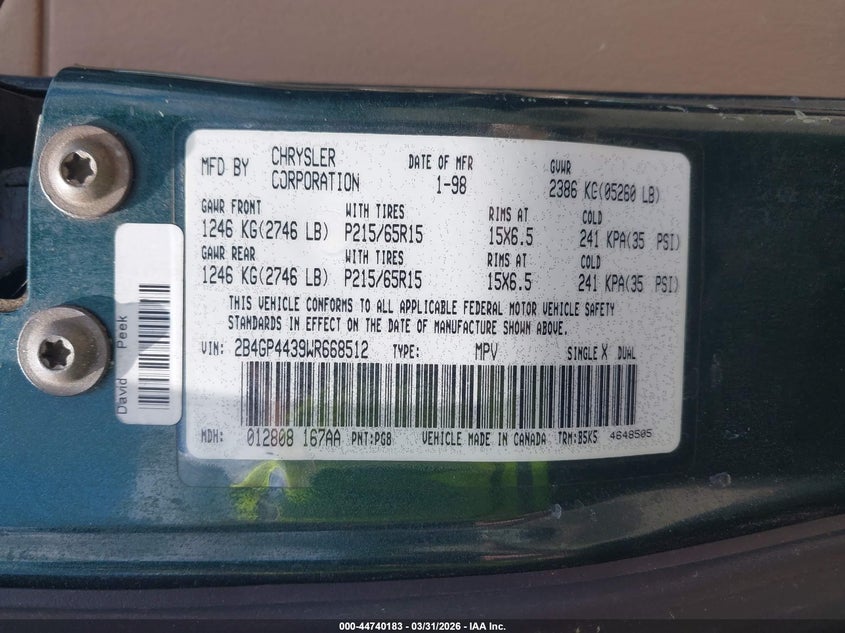 MFD BY CHRYSLER CORPORATION DATE OF MFR 1-98 GVWR 2386 KG(05260 LB)
GAWR FRONT WITH TIRES RIMS AT COLD
1246 KG(2746 LB) P215/65R15 15X6.5 241 KPA(35 PSI)
GAWR REAR WITH TIRES RIMS AT COLD
1246 KG(2746 LB) P215/65R15 15X6.5 241 KPA(35 PSI)
THIS VEHICLE CONFORMS TO ALL APPLICABLE FEDERAL MOTOR VEHICLE SAFETY
STANDARDS IN EFFECT ON THE DATE OF MANUFACTURE SHOWN ABOVE.
VIN: 2B4GP4439WR668512 TYPE: MPV SINGLE X DUAL
MDH: 012808 167AA PNT:PG8 VEHICLE MADE IN CANADA TRM:B5K5 4648505
David Peek
000-44740183 - 03/31/2026 - IAA Inc.